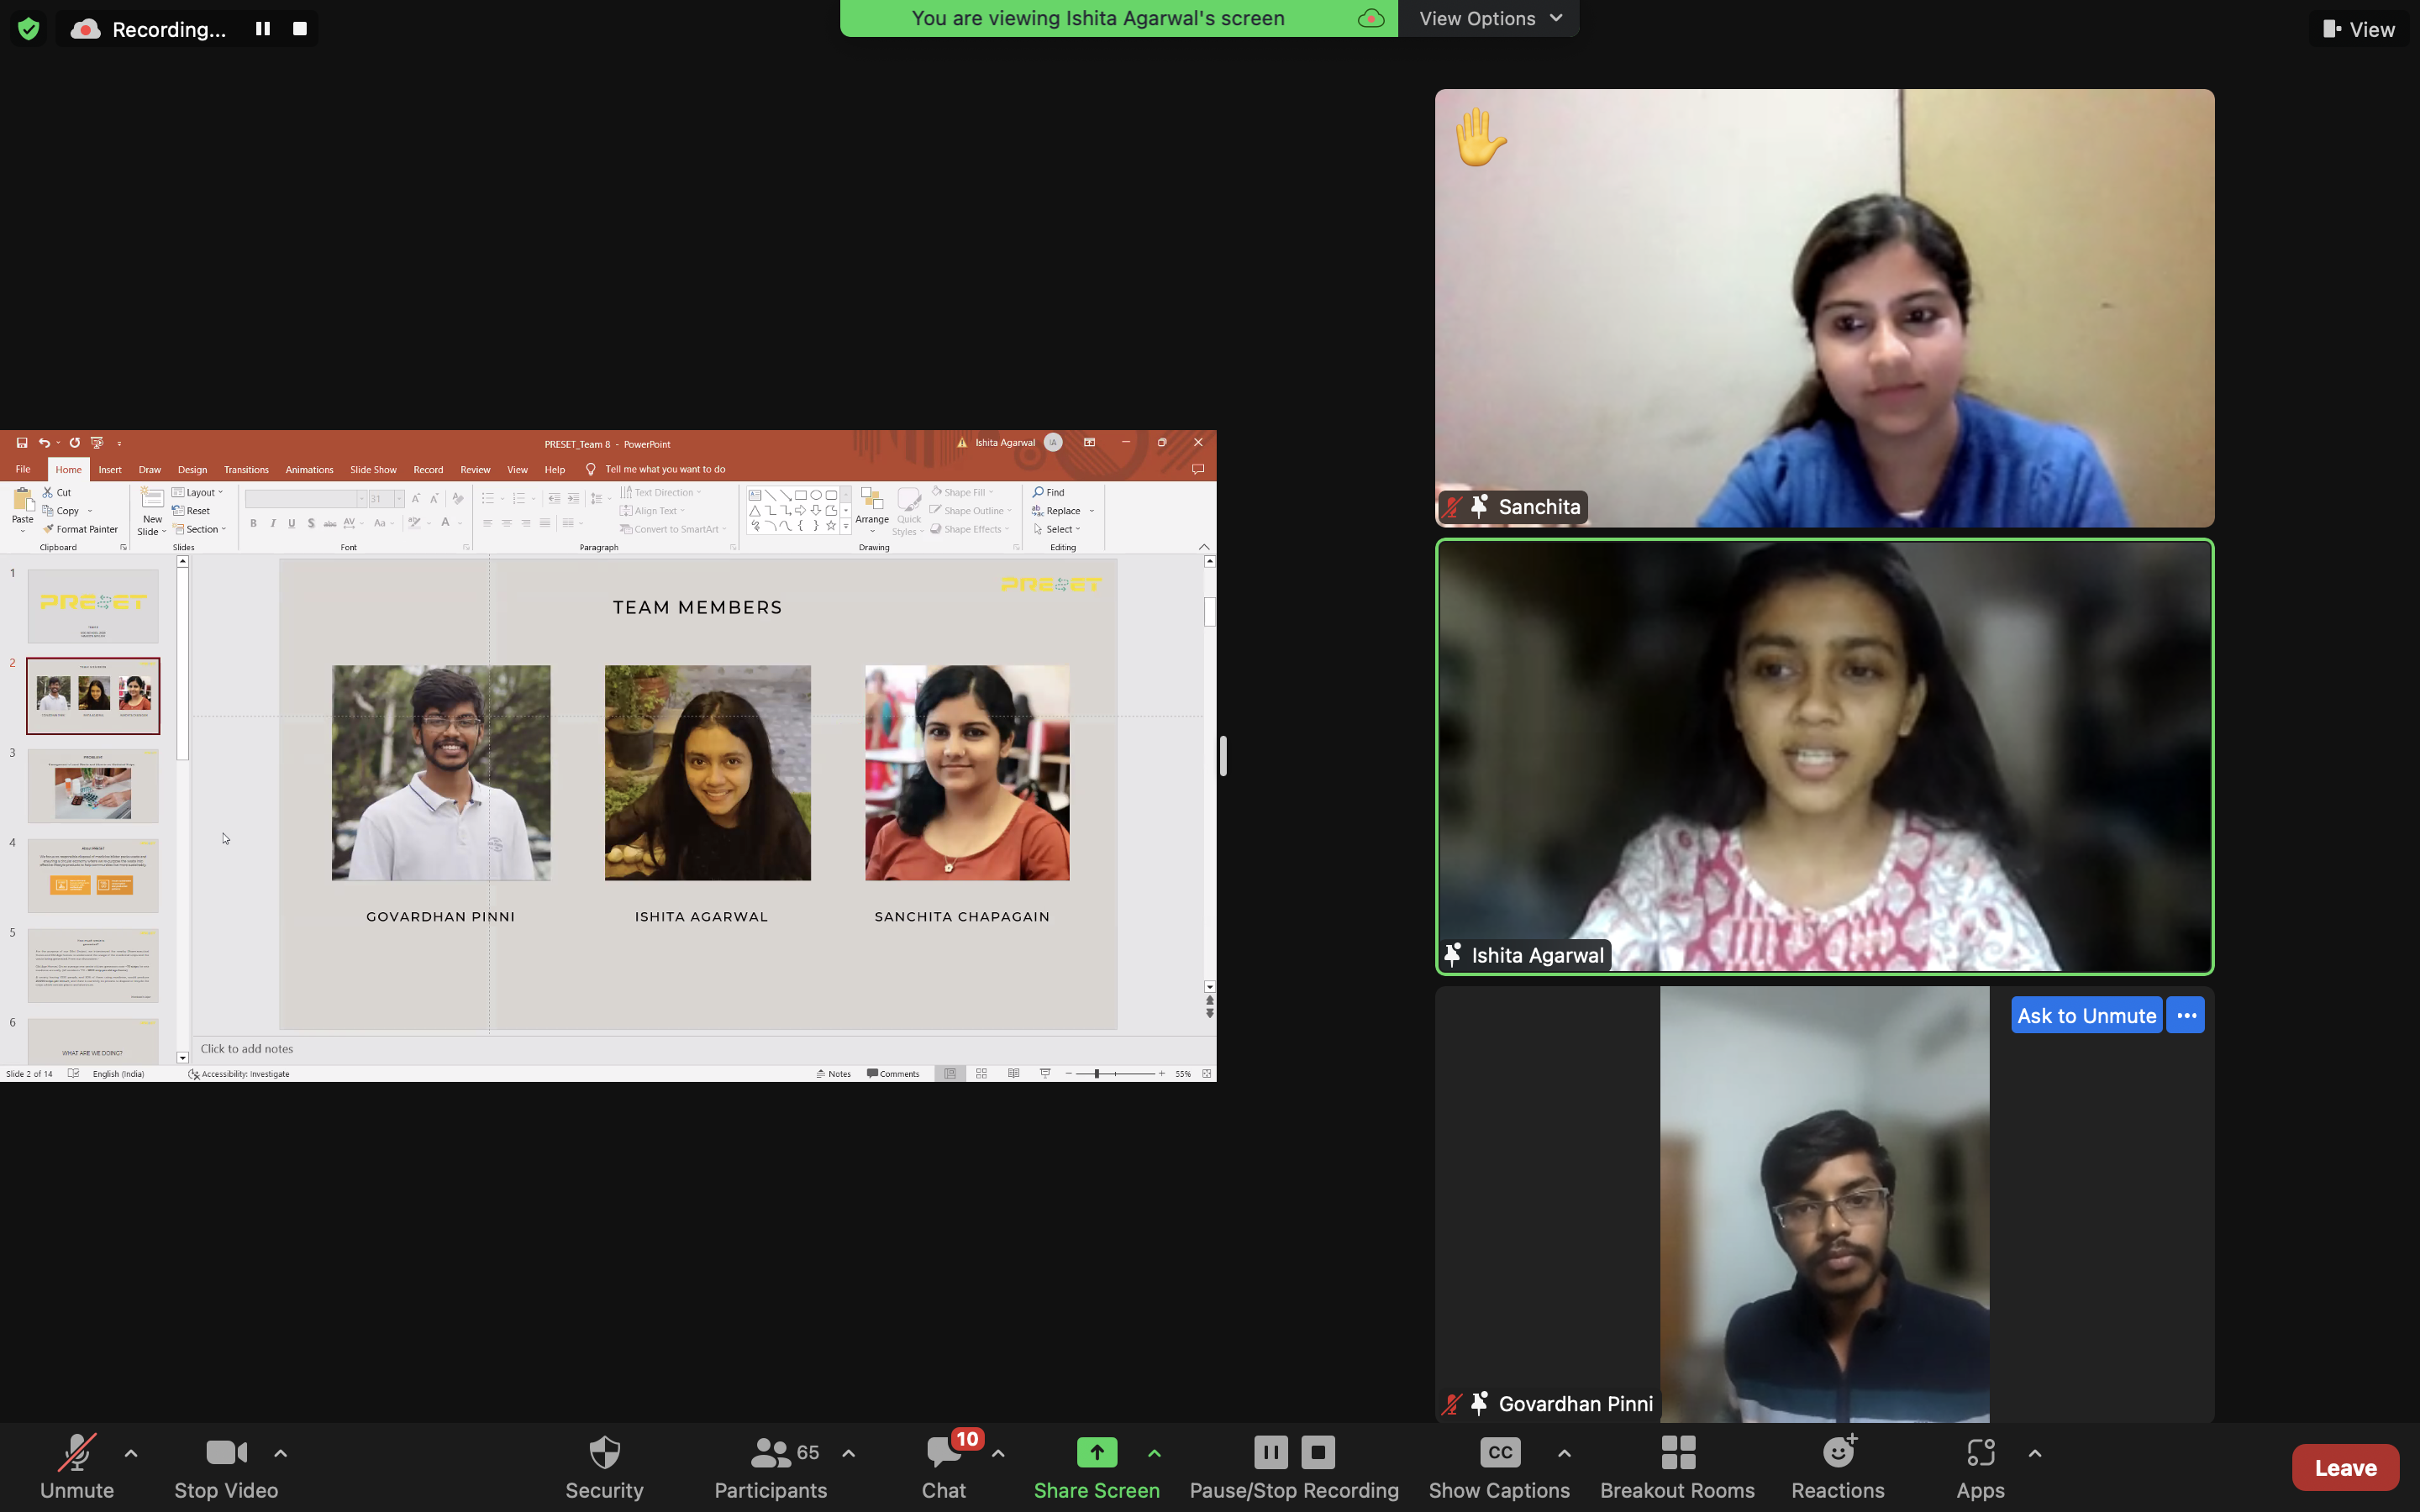 Recording...
You are viewing Ishita Agarwal's screen
View Options
View
PRESET_Team 8 - PowerPoint
Ishita Agarwal
IA
File
Home
Insert
Draw
Design
Transitions
Animations
Slide Show
Record
Review
View
Help
Tell me what you want to do
Paste
Cut
Copy
Format Painter
Clipboard
New Slide
Layout
Reset
Section
Slides
31
Font
Text Direction
Align Text
Convert to SmartArt
Paragraph
Arrange
Quick Styles
Shape Fill
Shape Outline
Shape Effects
Drawing
Find
Replace
Select
Editing
1
PRESET
2
3
4
5
6
WHAT ARE WE DOING?
PRESET
TEAM MEMBERS
GOVARDHAN PINNI
ISHITA AGARWAL
SANCHITA CHAPAGAIN
Click to add notes
Slide 2 of 14
English (India)
Accessibility: Investigate
Notes
Comments
55%
Sanchita
Ishita Agarwal
Ask to Unmute
Govardhan Pinni
Unmute
Stop Video
Security
65
Participants
10
Chat
Share Screen
Pause/Stop Recording
CC
Show Captions
Breakout Rooms
Reactions
Apps
Leave